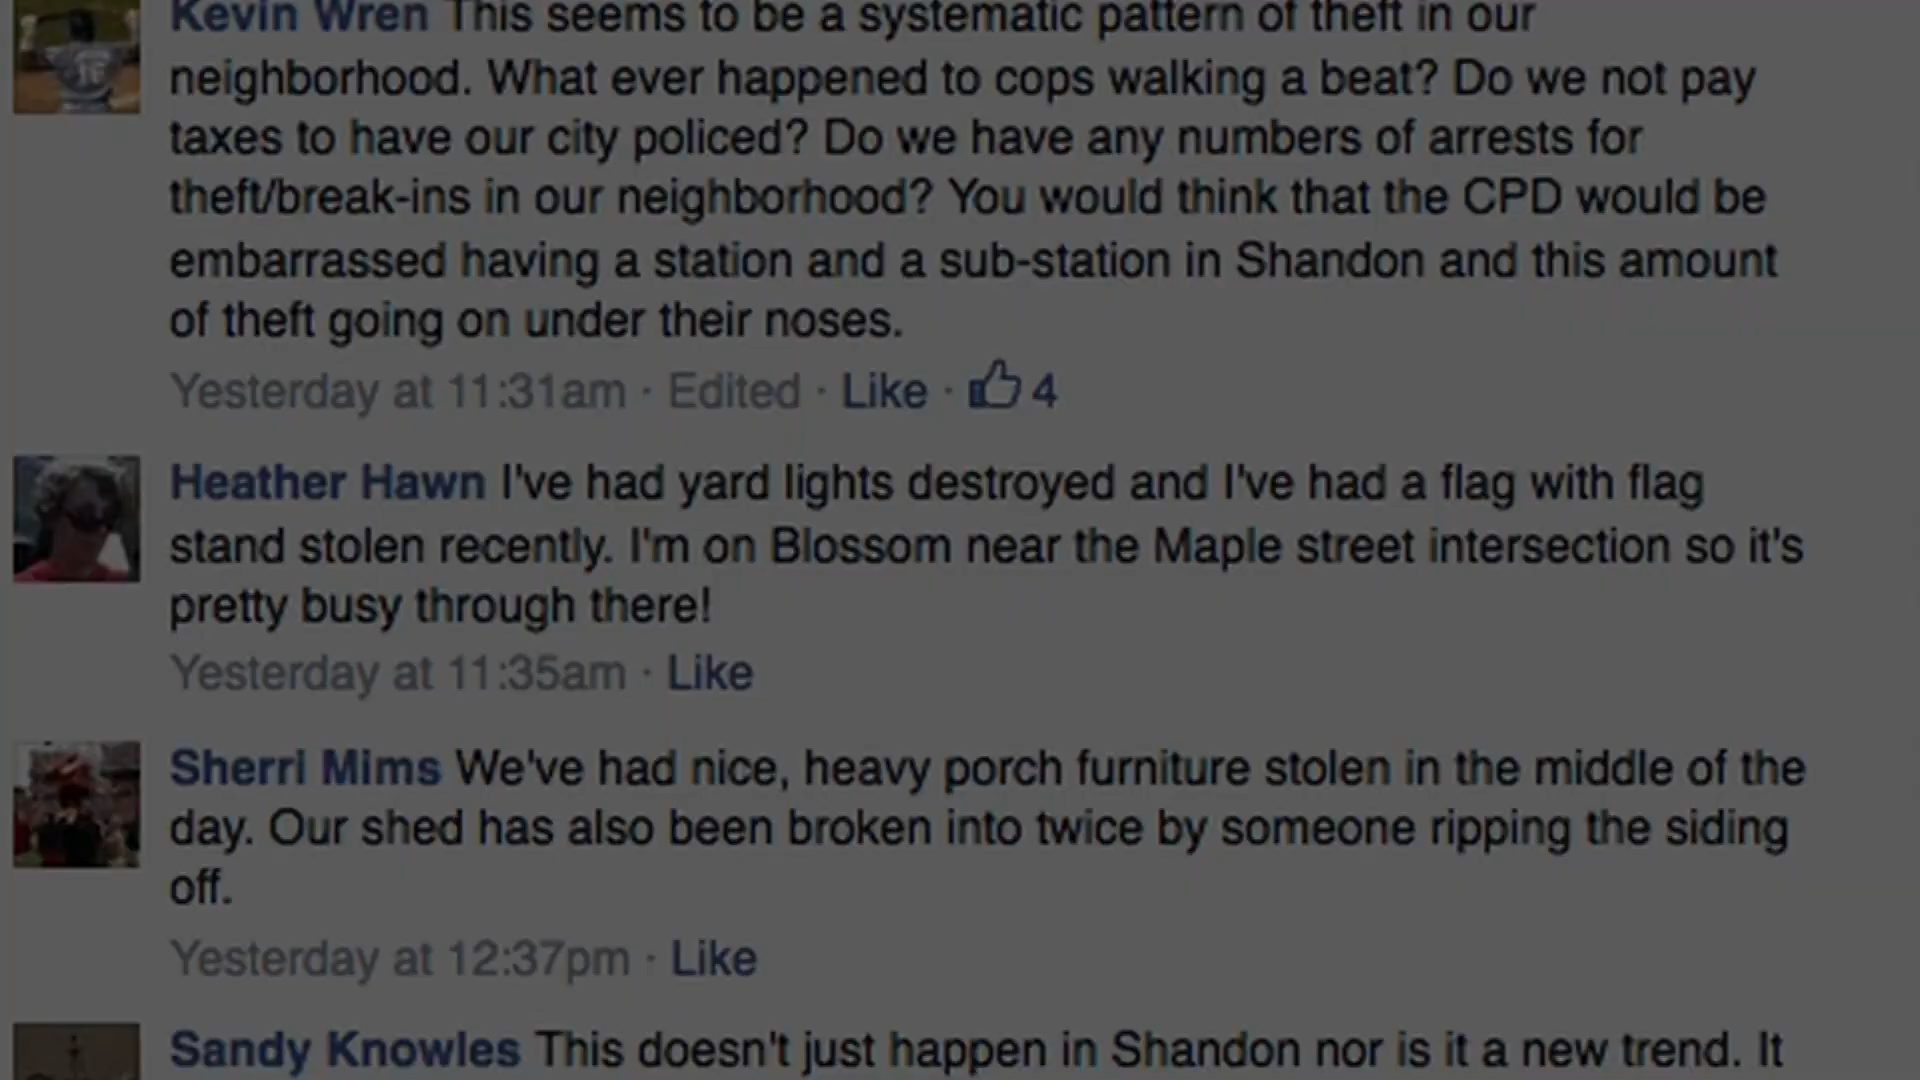 Kevin Wren This seems to be a systematic pattern of theft in our
neighborhood. What ever happened to cops walking a beat? Do we not pay
taxes to have our city policed? Do we have any numbers of arrests for
theft/break-ins in our neighborhood? You would think that the CPD would be
embarrassed having a station and a sub-station in Shandon and this amount
of theft going on under their noses.
Yesterday at 11:31am · Edited · Like · 4
Heather Hawn I've had yard lights destroyed and I've had a flag with flag
stand stolen recently. I'm on Blossom near the Maple street intersection so it's
pretty busy through there!
Yesterday at 11:35am · Like
Sherri Mims We've had nice, heavy porch furniture stolen in the middle of the
day. Our shed has also been broken into twice by someone ripping the siding
off.
Yesterday at 12:37pm · Like
Sandy Knowles This doesn't just happen in Shandon nor is it a new trend. It